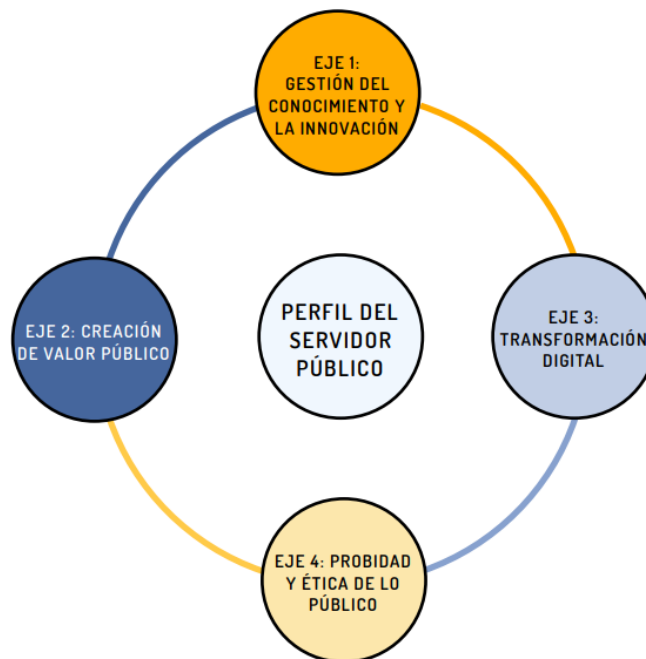 EJE 1:
GESTIÓN DEL
CONOCIMIENTO Y
LA INNOVACIÓN
EJE 2: CREACIÓN
DE VALOR PÚBLICO
PERFIL DEL
SERVIDOR
PÚBLICO
EJE 3:
TRANSFORMACIÓN
DIGITAL
EJE 4: PROBIDAD
Y ÉTICA DE LO
PÚBLICO